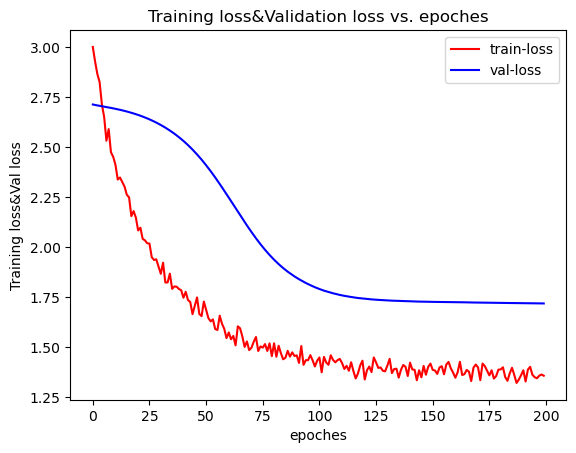 Training loss&Validation loss vs. epoches
train-loss
val-loss
Training loss&Val loss
3.00
2.75
2.50
2.25
2.00
1.75
1.50
1.25
0 25 50 75 100 125 150 175 200
epoches